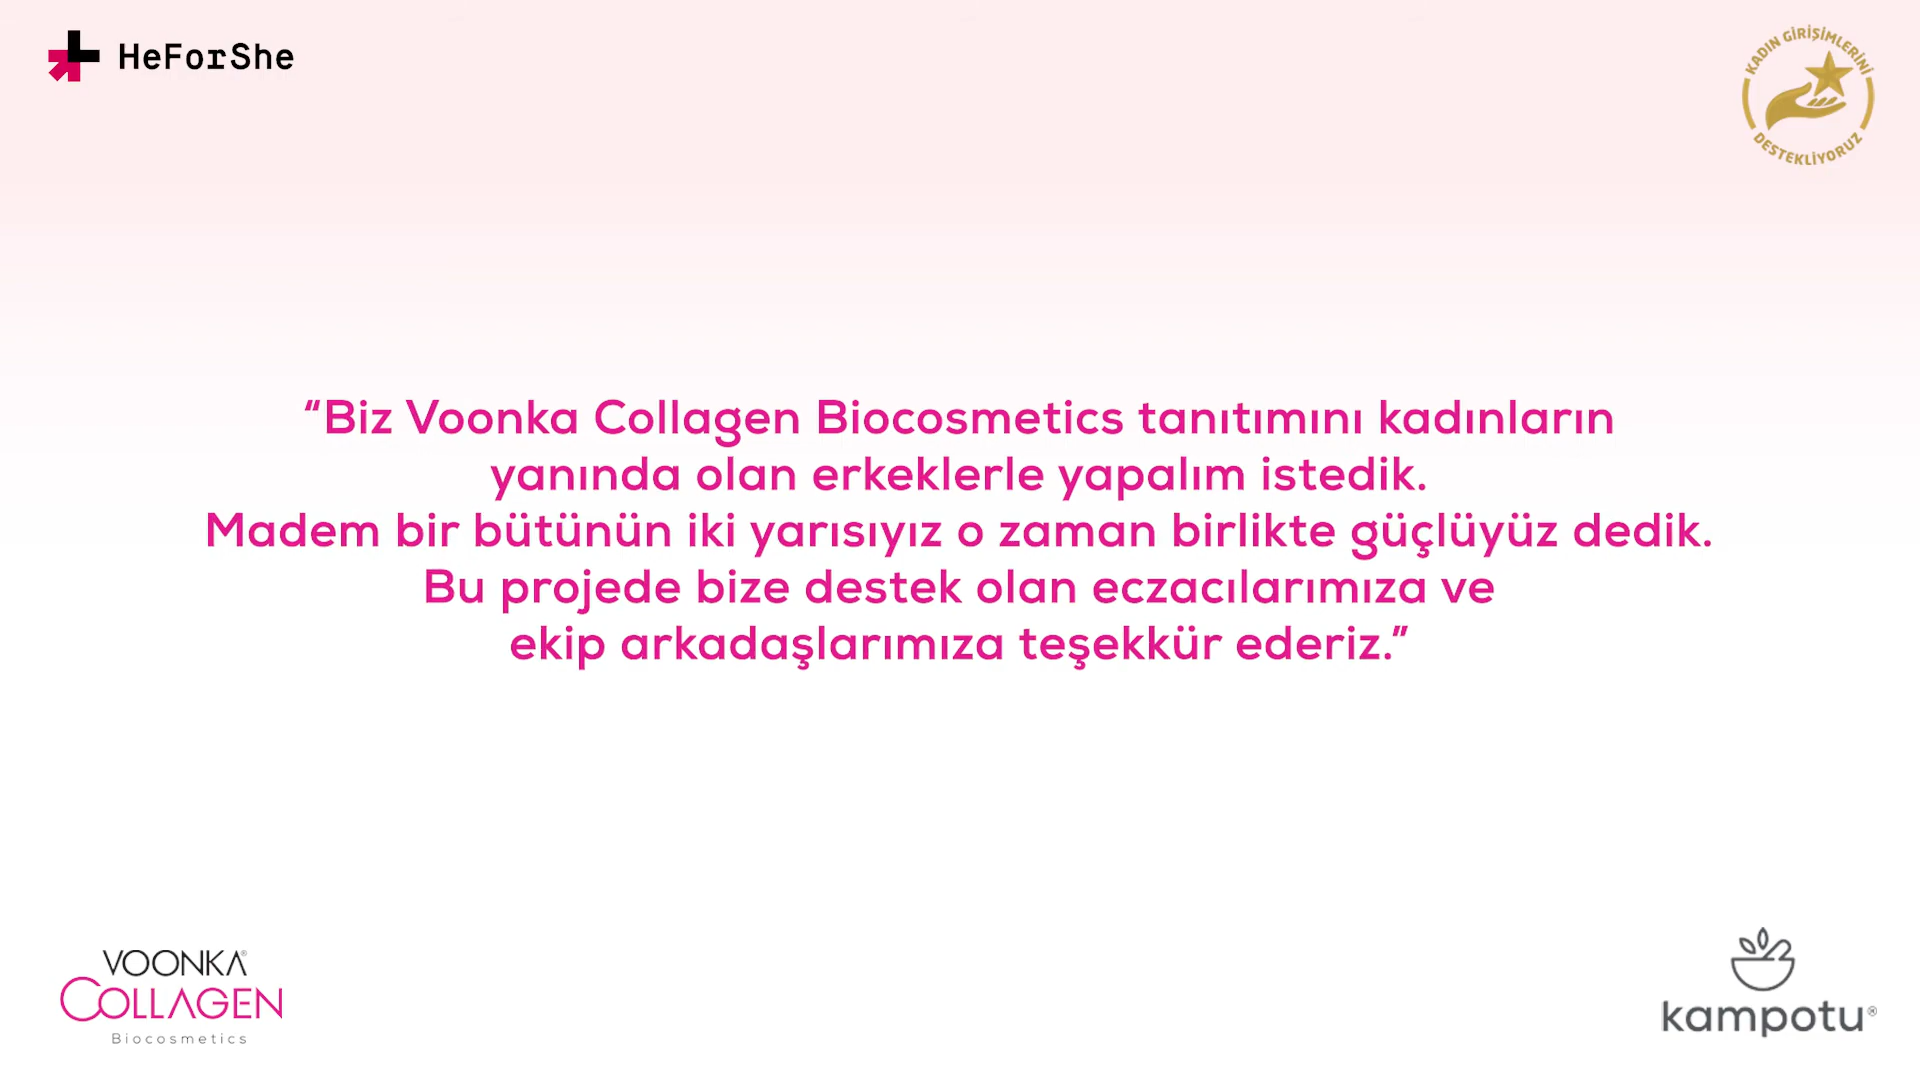 HeForShe
KADIN GİRİŞİMLERİNİ
DESTEKLİYORUZ
“Biz Voonka Collagen Biocosmetics tanıtımını kadınların
yanında olan erkeklerle yapalım istedik.
Madem bir bütünün iki yarısıyız o zaman birlikte güçlüyüz dedik.
Bu projede bize destek olan eczacılarımıza ve
ekip arkadaşlarımıza teşekkür ederiz.”
VOONKA®
COLLAGEN
Biocosmetics
kampotu®